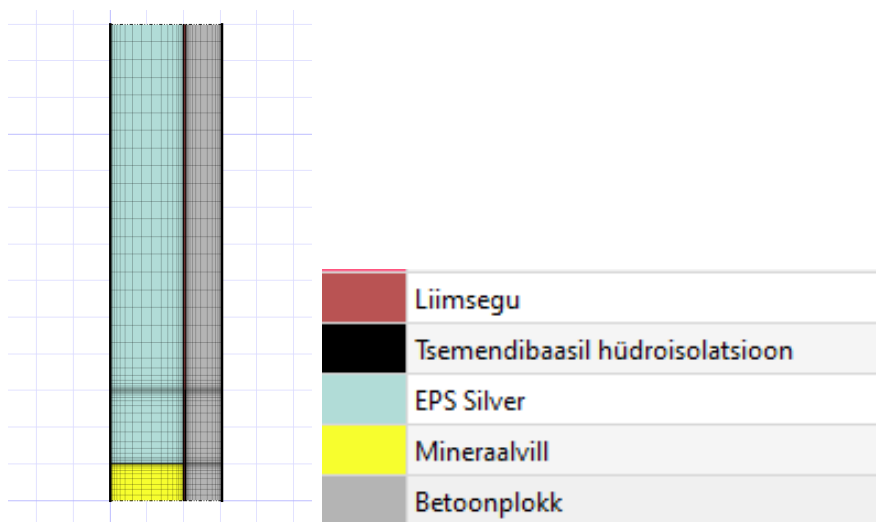 Liimsegu
Tsemendibaasil hüdroisolatsioon
EPS Silver
Mineraalvill
Betoonplokk